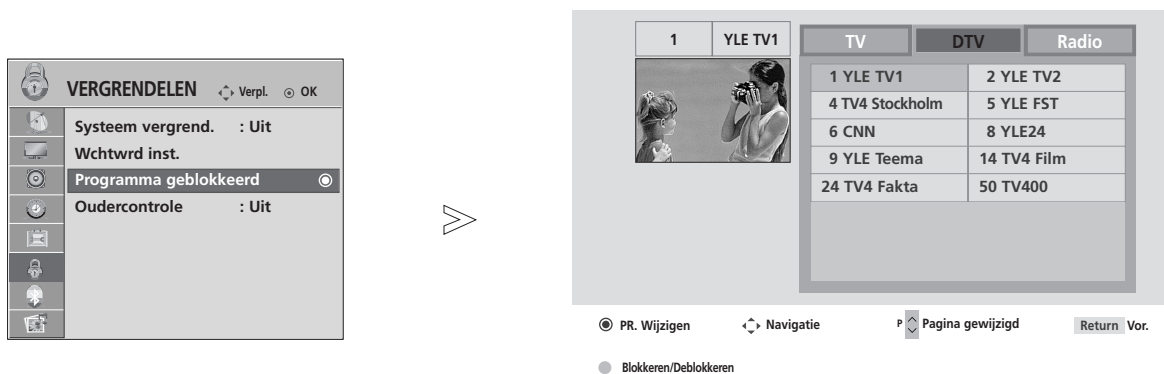 VERGRENDELEN Verpl. OK
Systeem vergrend. : Uit
Wchtwrd inst.
Programma geblokkeerd
Oudercontrole : Uit
1 YLE TV1
TV DTV Radio
1 YLE TV1 2 YLE TV2
4 TV4 Stockholm 5 YLE FST
6 CNN 8 YLE24
9 YLE Teema 14 TV4 Film
24 TV4 Fakta 50 TV400
PR. Wijzigen Navigatie P Pagina gewijzigd Return Vor.
Blokkeren/Deblokkeren